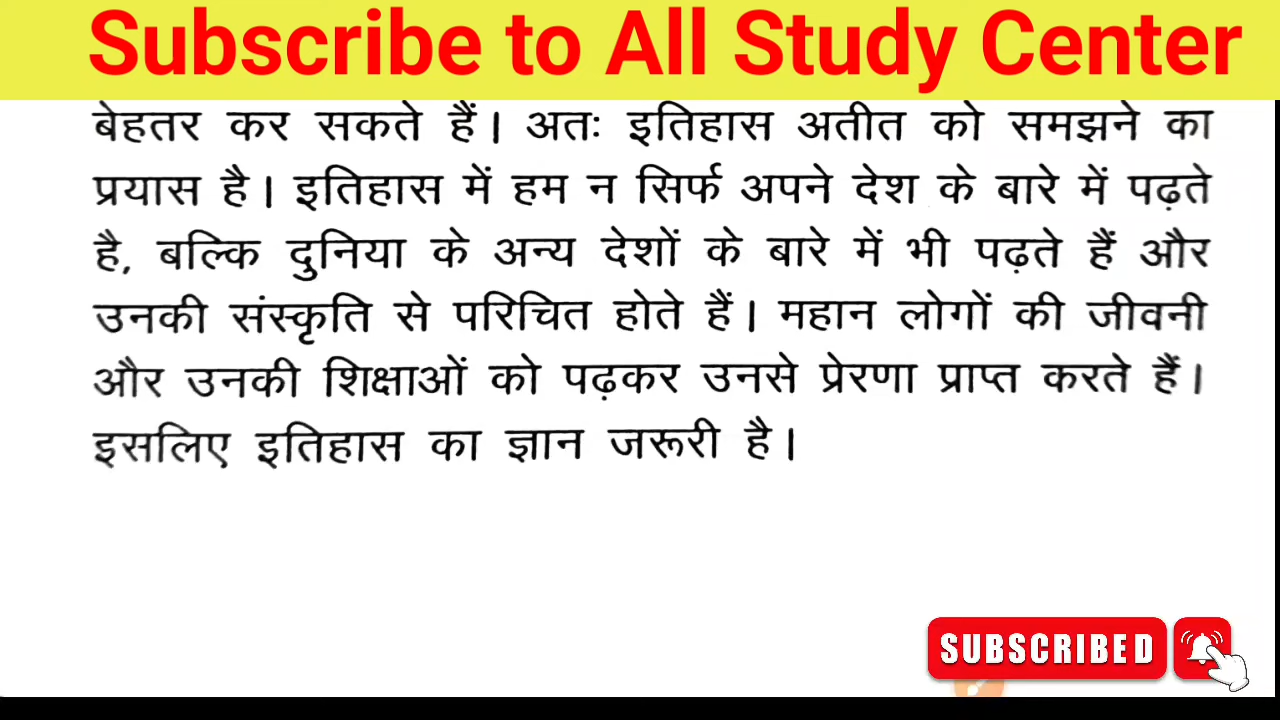 Subscribe to All Study Center
बेहतर कर सकते हैं। अतः इतिहास अतीत को समझने का
प्रयास है। इतिहास में हम न सिर्फ अपने देश के बारे में पढ़ते
है, बल्कि दुनिया के अन्य देशों के बारे में भी पढ़ते हैं और
उनकी संस्कृति से परिचित होते हैं। महान लोगों की जीवनी
और उनकी शिक्षाओं को पढ़कर उनसे प्रेरणा प्राप्त करते हैं।
इसलिए इतिहास का ज्ञान जरूरी है।
SUBSCRIBED